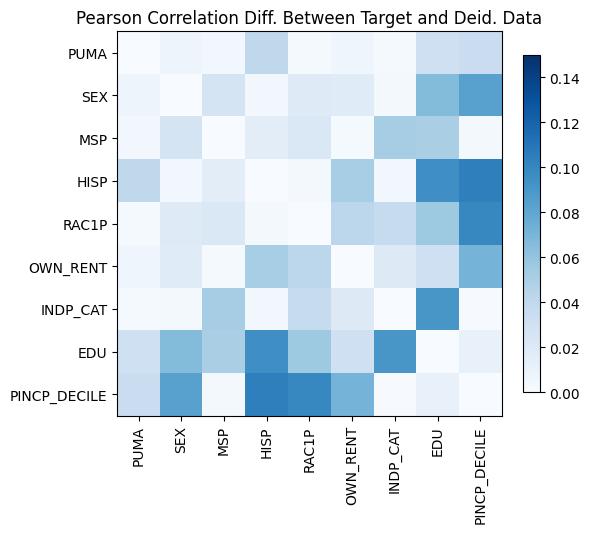 Pearson Correlation Diff. Between Target and Deid. Data
PUMA
SEX
MSP
HISP
RAC1P
OWN_RENT
INDP_CAT
EDU
PINCP_DECILE
PUMA
SEX
MSP
HISP
RAC1P
OWN_RENT
INDP_CAT
EDU
PINCP_DECILE
0.14
0.12
0.10
0.08
0.06
0.04
0.02
0.00